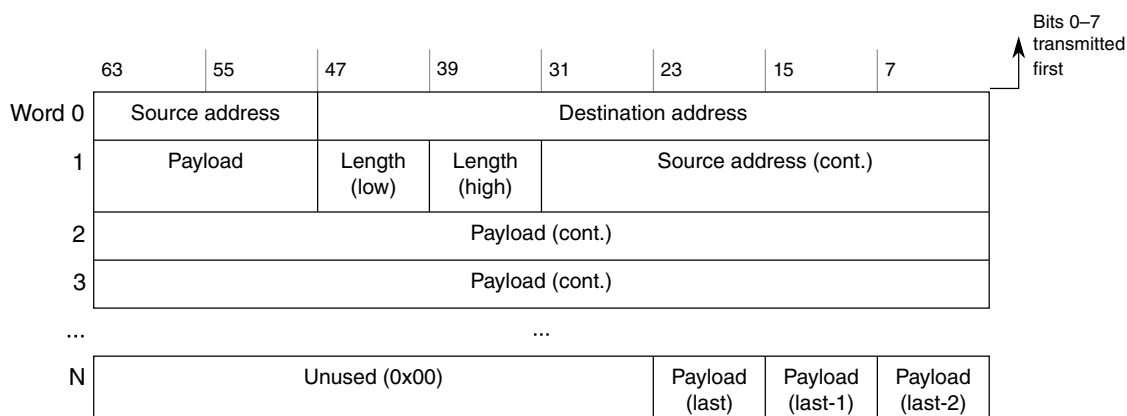 Bits 0–7
transmitted
first
63 55 47 39 31 23 15 7
Word 0 Source address Destination address
1 Payload Length (low) Length (high) Source address (cont.)
2 Payload (cont.)
3 Payload (cont.)
... ...
N Unused (0x00) Payload (last) Payload (last-1) Payload (last-2)